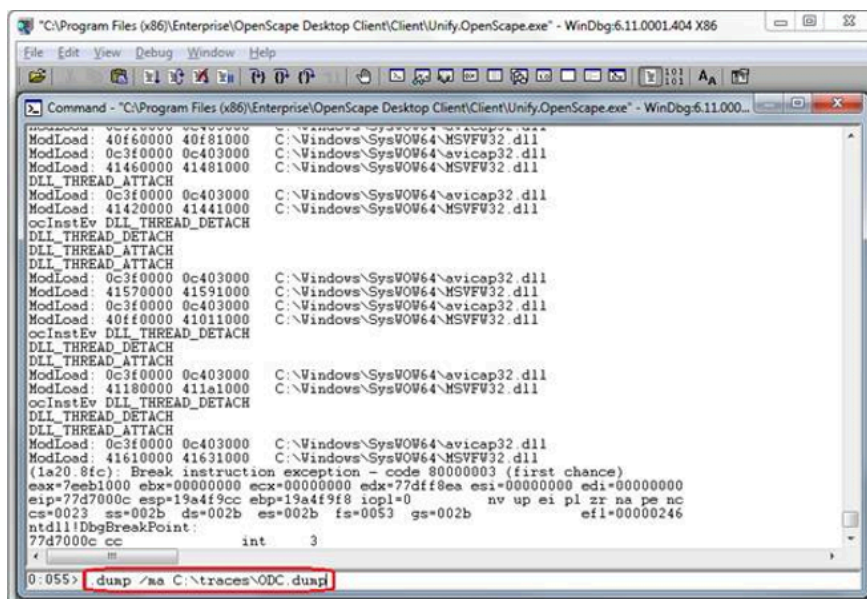 "C:\Program Files (x86)\Enterprise\OpenScape Desktop Client\Client\Unify.OpenScape.exe" - WinDbg:6.11.0001.404 X86
File Edit View Debug Window Help
Command - "C:\Program Files (x86)\Enterprise\OpenScape Desktop Client\Client\Unify.OpenScape.exe" - WinDbg:6.11.000...
ModLoad: 40f60000 40f81000 C:\Windows\SysWOW64\MSVFW32.dll
ModLoad: 0c3f0000 0c403000 C:\Windows\SysWOW64\avicap32.dll
ModLoad: 41460000 41481000 C:\Windows\SysWOW64\MSVFW32.dll
DLL_THREAD_ATTACH
ModLoad: 0c3f0000 0c403000 C:\Windows\SysWOW64\avicap32.dll
ModLoad: 41420000 41441000 C:\Windows\SysWOW64\MSVFW32.dll
ocInstEv DLL_THREAD_DETACH
DLL_THREAD_DETACH
DLL_THREAD_ATTACH
DLL_THREAD_ATTACH
ModLoad: 0c3f0000 0c403000 C:\Windows\SysWOW64\avicap32.dll
ModLoad: 41570000 41591000 C:\Windows\SysWOW64\MSVFW32.dll
ModLoad: 0c3f0000 0c403000 C:\Windows\SysWOW64\avicap32.dll
ModLoad: 40ff0000 41011000 C:\Windows\SysWOW64\MSVFW32.dll
ocInstEv DLL_THREAD_DETACH
DLL_THREAD_DETACH
DLL_THREAD_ATTACH
ModLoad: 0c3f0000 0c403000 C:\Windows\SysWOW64\avicap32.dll
ModLoad: 41180000 411a1000 C:\Windows\SysWOW64\MSVFW32.dll
ocInstEv DLL_THREAD_DETACH
DLL_THREAD_DETACH
DLL_THREAD_ATTACH
ModLoad: 0c3f0000 0c403000 C:\Windows\SysWOW64\avicap32.dll
ModLoad: 41610000 41631000 C:\Windows\SysWOW64\MSVFW32.dll
(1a20.8fc): Break instruction exception - code 80000003 (first chance)
eax=7eeb1000 ebx=00000000 ecx=00000000 edx=77dff8ea esi=00000000 edi=00000000
eip=77d7000c esp=19a4f9cc ebp=19a4f9f8 iopl=0 nv up ei pl zr na pe nc
cs=0023 ss=002b ds=002b es=002b fs=0053 gs=002b efl=00000246
ntdll!DbgBreakPoint:
77d7000c cc int 3
0:055> .dump /ma C:\traces\ODC.dump